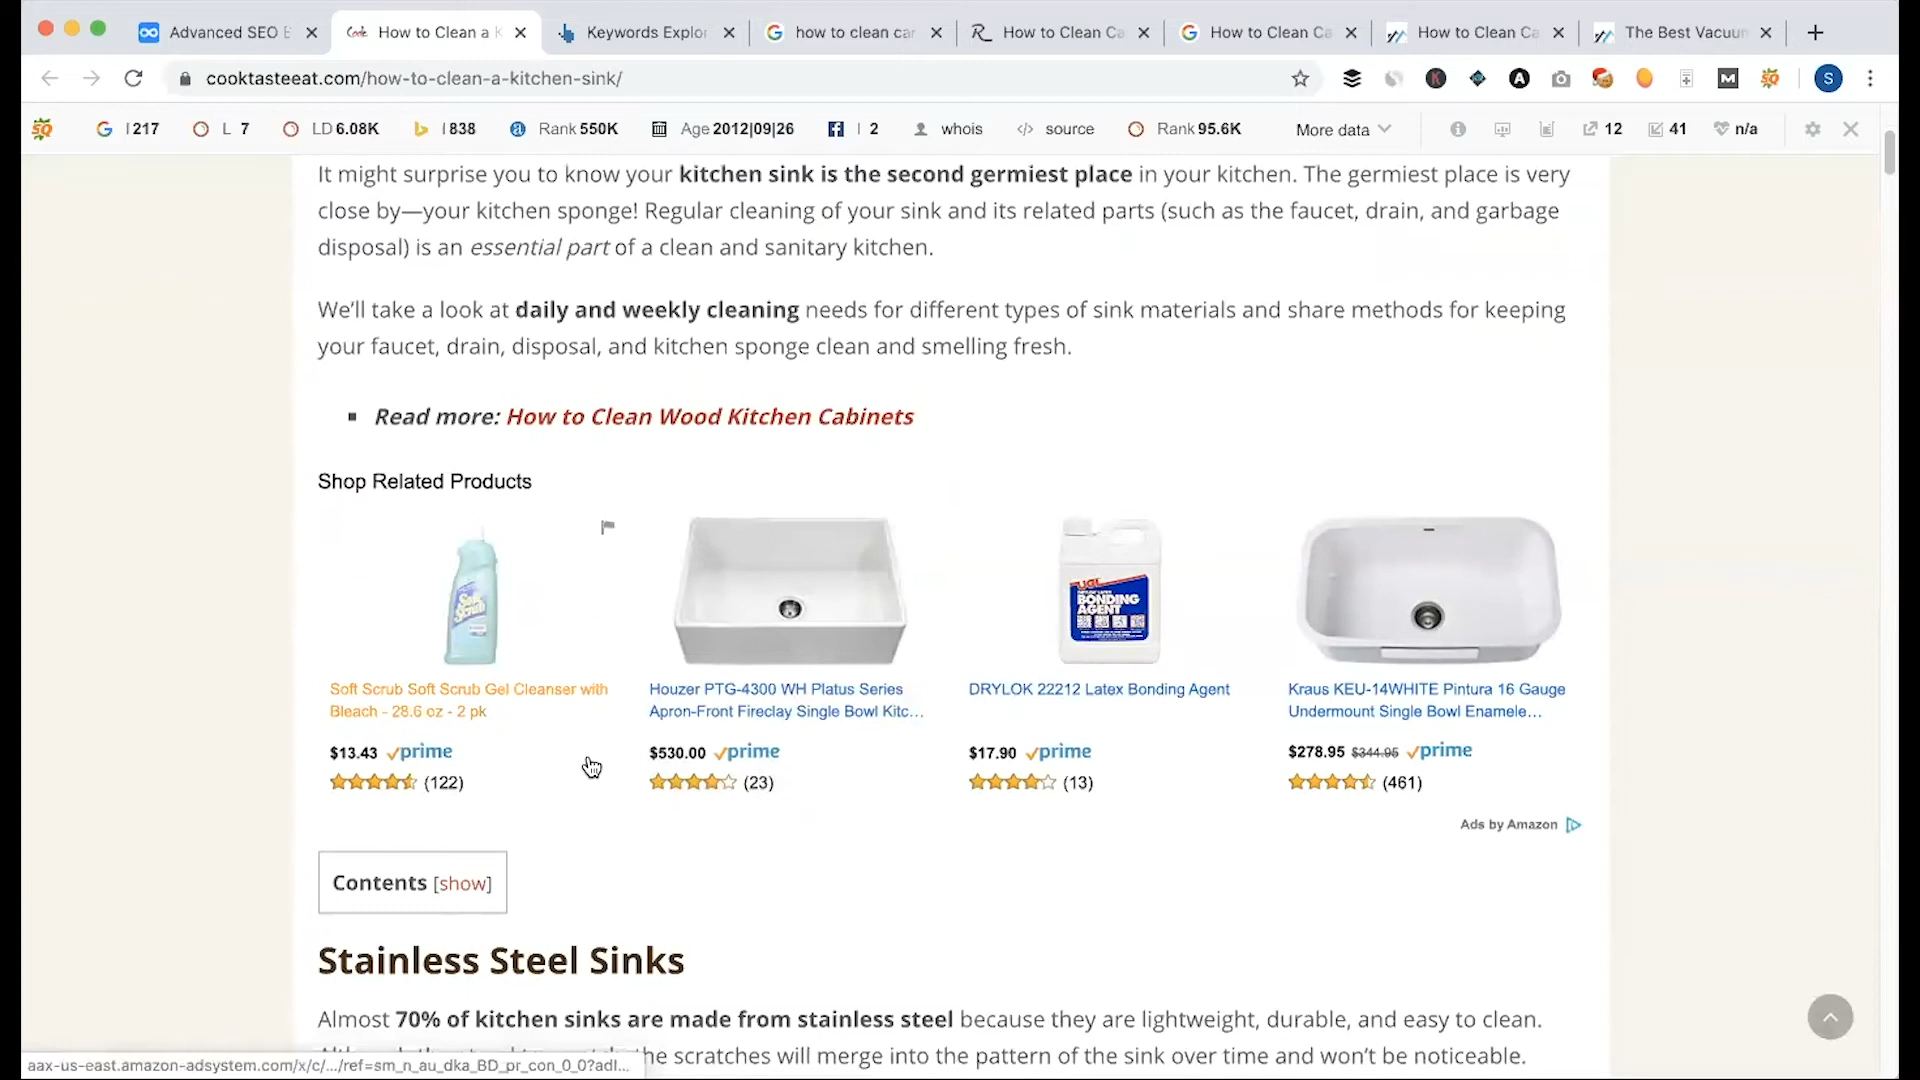 Advanced SEO E
How to Clean a K
Keywords Explo
how to clean car
How to Clean Ca
How to Clean Ca
How to Clean Ca
The Best Vacuum
cooktasteeat.com/how-to-clean-a-kitchen-sink/
K
A
M
SQ
S
SQ
I 217
L 7
LD 6.08K
I 838
Rank 550K
Age 2012|09|26
I 2
whois
source
Rank 95.6K
More data
12
41
n/a
It might surprise you to know your kitchen sink is the second germiest place in your kitchen. The germiest place is very
close by—your kitchen sponge! Regular cleaning of your sink and its related parts (such as the faucet, drain, and garbage
disposal) is an essential part of a clean and sanitary kitchen.
We'll take a look at daily and weekly cleaning needs for different types of sink materials and share methods for keeping
your faucet, drain, disposal, and kitchen sponge clean and smelling fresh.
Read more: How to Clean Wood Kitchen Cabinets
Shop Related Products
Soft
Scrub
UGL
BONDING
AGENT
Soft Scrub Soft Scrub Gel Cleanser with
Bleach - 28.6 oz - 2 pk
$13.43 prime
(122)
Houzer PTG-4300 WH Platus Series
Apron-Front Fireclay Single Bowl Kitc...
$530.00 prime
(23)
DRYLOK 22212 Latex Bonding Agent
$17.90 prime
(13)
Kraus KEU-14WHITE Pintura 16 Gauge
Undermount Single Bowl Enamele...
$278.95 $344.95 prime
(461)
Ads by Amazon
Contents [show]
Stainless Steel Sinks
Almost 70% of kitchen sinks are made from stainless steel because they are lightweight, durable, and easy to clean.
the scratches will merge into the pattern of the sink over time and won't be noticeable.
aax-us-east.amazon-adsystem.com/x/c/.../ref=sm_n_au_dka_BD_pr_con_0_0?adl...